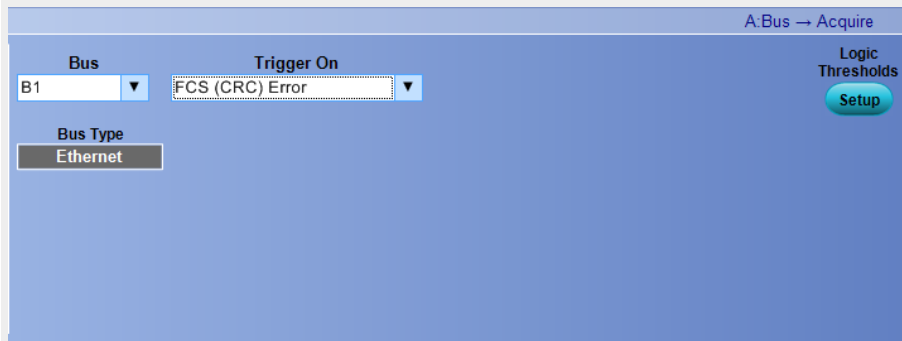 A:Bus → Acquire
Bus
Trigger On
Logic
Thresholds
B1
FCS (CRC) Error
Setup
Bus Type
Ethernet